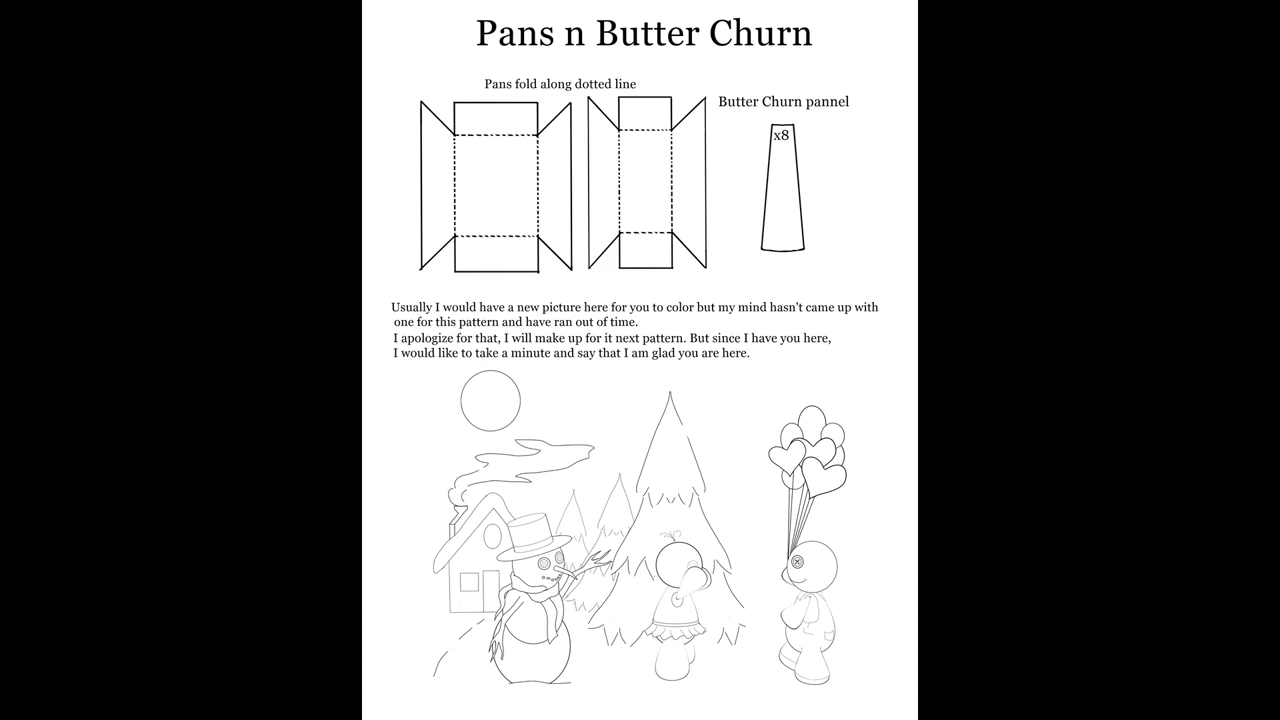 Pans n Butter Churn
Pans fold along dotted line
Butter Churn pannel
x8
Usually I would have a new picture here for you to color but my mind hasn't came up with
one for this pattern and have ran out of time.
I apologize for that, I will make up for it next pattern. But since I have you here,
I would like to take a minute and say that I am glad you are here.